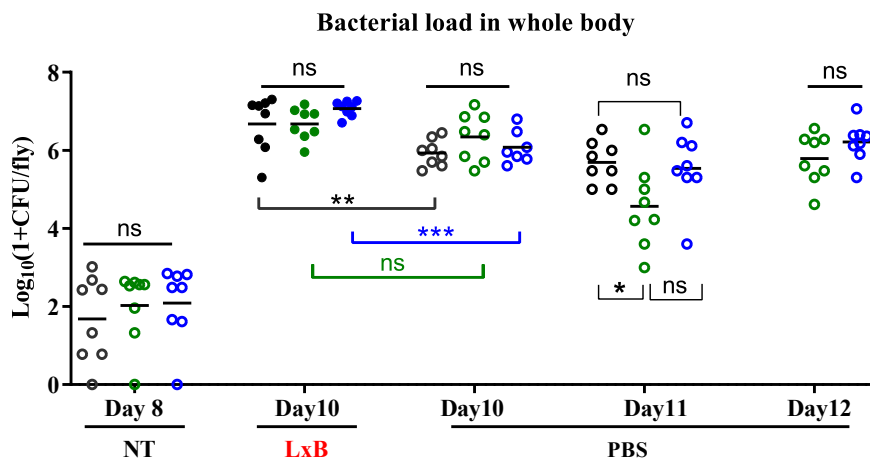 Bacterial load in whole body
Log10(1+CFU/fly)
8
6
4
2
0
ns
ns
ns
ns
ns
**
***
ns
*
ns
Day 8
Day10
Day10
Day11
Day12
NT
LxB
PBS